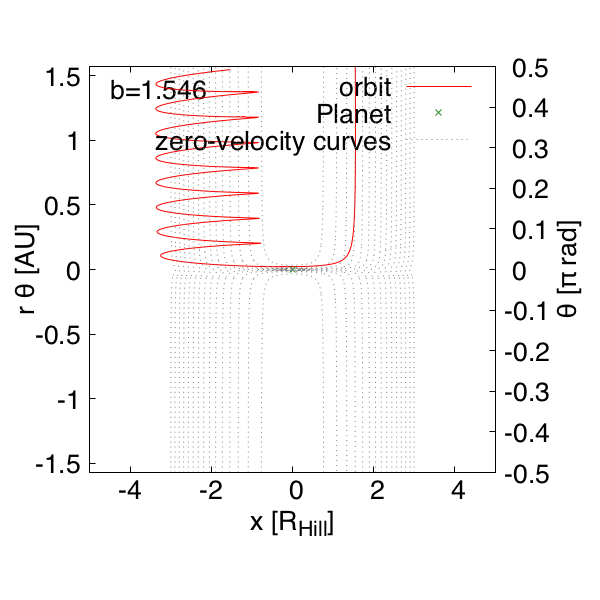 b=1.546
orbit
Planet
zero-velocity curves
1.5
1
0.5
0
-0.5
-1
-1.5
r θ [AU]
0.5
0.4
0.3
0.2
0.1
0
-0.1
-0.2
-0.3
-0.4
-0.5
θ [π rad]
-4 -2 0 2 4
x [R_Hill]